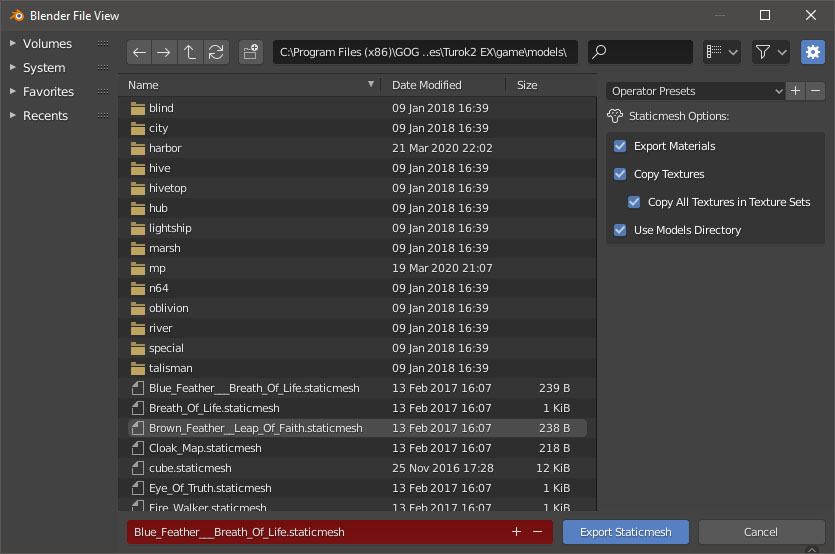 Blender File View
Volumes
System
Favorites
Recents
C:\Program Files (x86)\GOG ..es\Turok2 EX\game\models\
Name Date Modified Size
blind 09 Jan 2018 16:39
city 09 Jan 2018 16:39
harbor 21 Mar 2020 22:02
hive 09 Jan 2018 16:39
hivetop 09 Jan 2018 16:39
hub 09 Jan 2018 16:39
lightship 09 Jan 2018 16:39
marsh 09 Jan 2018 16:39
mp 19 Mar 2020 21:07
n64 09 Jan 2018 16:39
oblivion 09 Jan 2018 16:39
river 09 Jan 2018 16:39
special 09 Jan 2018 16:39
talisman 09 Jan 2018 16:39
Blue_Feather___Breath_Of_Life.staticmesh 13 Feb 2017 16:07 239 B
Breath_Of_Life.staticmesh 13 Feb 2017 16:07 1 KiB
Brown_Feather__Leap_Of_Faith.staticmesh 13 Feb 2017 16:07 238 B
Cloak_Map.staticmesh 13 Feb 2017 16:07 218 B
cube.staticmesh 25 Nov 2016 17:28 12 KiB
Eye_Of_Truth.staticmesh 13 Feb 2017 16:07 1 KiB
Fire_Walker.staticmesh 13 Feb 2017 16:07 1 KiB
Operator Presets
Staticmesh Options:
Export Materials
Copy Textures
Copy All Textures in Texture Sets
Use Models Directory
Blue_Feather___Breath_Of_Life.staticmesh
Export Staticmesh
Cancel